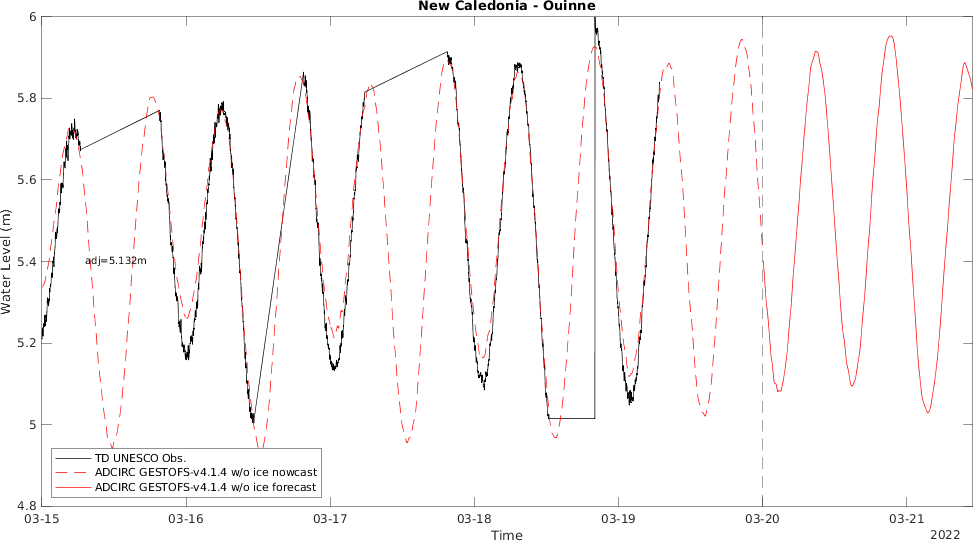 New Caledonia - Ouinne
6
5.8
5.6
5.4
5.2
5
4.8
Water Level (m)
adj=5.132m
TD UNESCO Obs.
ADCIRC GESTOFS-v4.1.4 w/o ice nowcast
ADCIRC GESTOFS-v4.1.4 w/o ice forecast
03-15 03-16 03-17 03-18 03-19 03-20 03-21
Time
2022